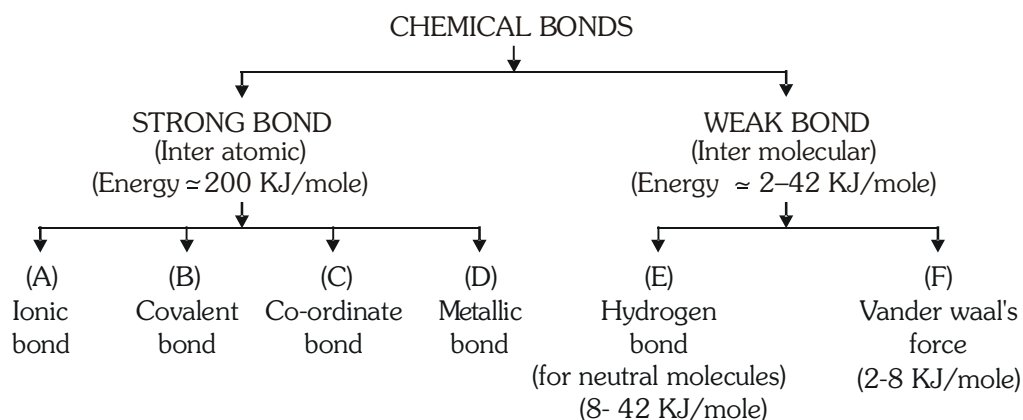 CHEMICAL BONDS
STRONG BOND
(Inter atomic)
(Energy ≃ 200 KJ/mole)
WEAK BOND
(Inter molecular)
(Energy ≃ 2–42 KJ/mole)
(A)
Ionic
bond
(B)
Covalent
bond
(C)
Co-ordinate
bond
(D)
Metallic
bond
(E)
Hydrogen
bond
(for neutral molecules)
(8- 42 KJ/mole)
(F)
Vander waal's
force
(2-8 KJ/mole)